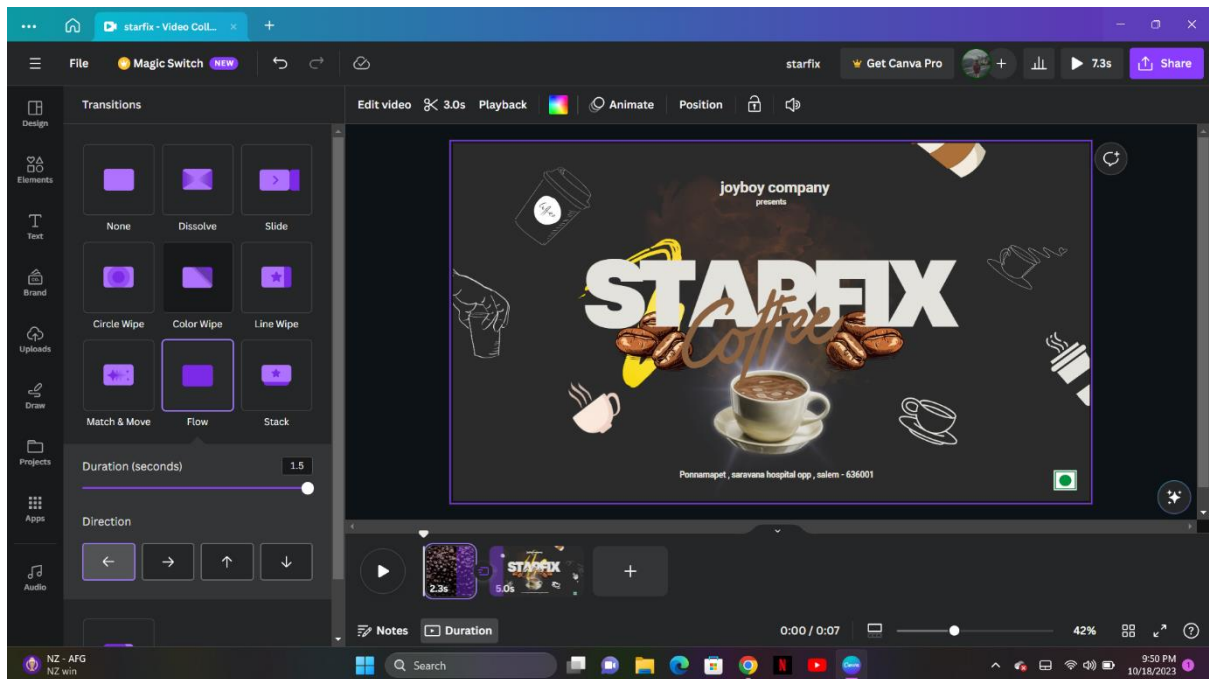 starfix - Video Coll...
File
Magic Switch NEW
starfix
Get Canva Pro
7.3s
Share
Design
Elements
Text
Brand
Uploads
Draw
Projects
Apps
Audio
Transitions
None Dissolve Slide
Circle Wipe Color Wipe Line Wipe
Match & Move Flow Stack
Duration (seconds) 1.5
Direction
Edit video 3.0s Playback Animate Position
joyboy company
presents
STARFIX
Coffee
Ponnamapet , saravana hospital opp , salem - 636001
2.3s
STARFIX
5.0s
Notes Duration 0:00 / 0:07 42%
NZ - AFG
NZ win
Search
9:50 PM
10/18/2023
1